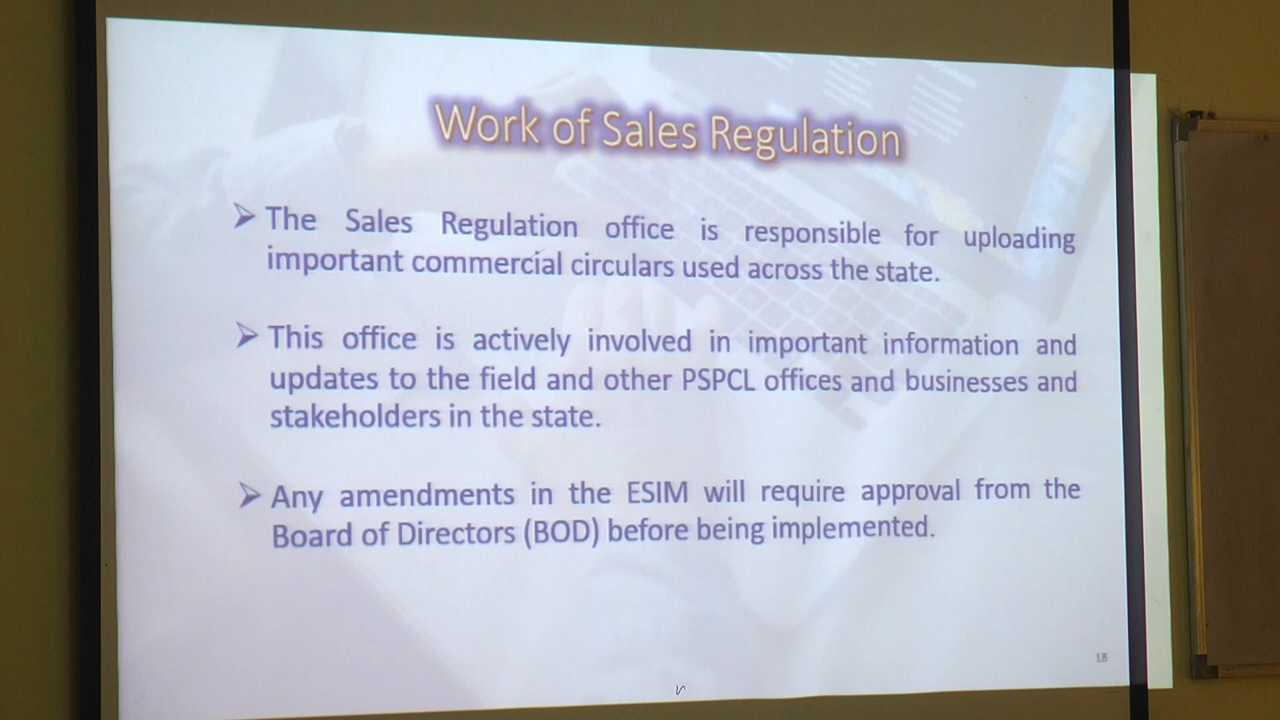 Work of Sales Regulation
➤ The Sales Regulation office is responsible for uploading
important commercial circulars used across the state.
➤ This office is actively involved in important information and
updates to the field and other PSPCL offices and businesses and
stakeholders in the state.
➤ Any amendments in the ESIM will require approval from the
Board of Directors (BOD) before being implemented.
18